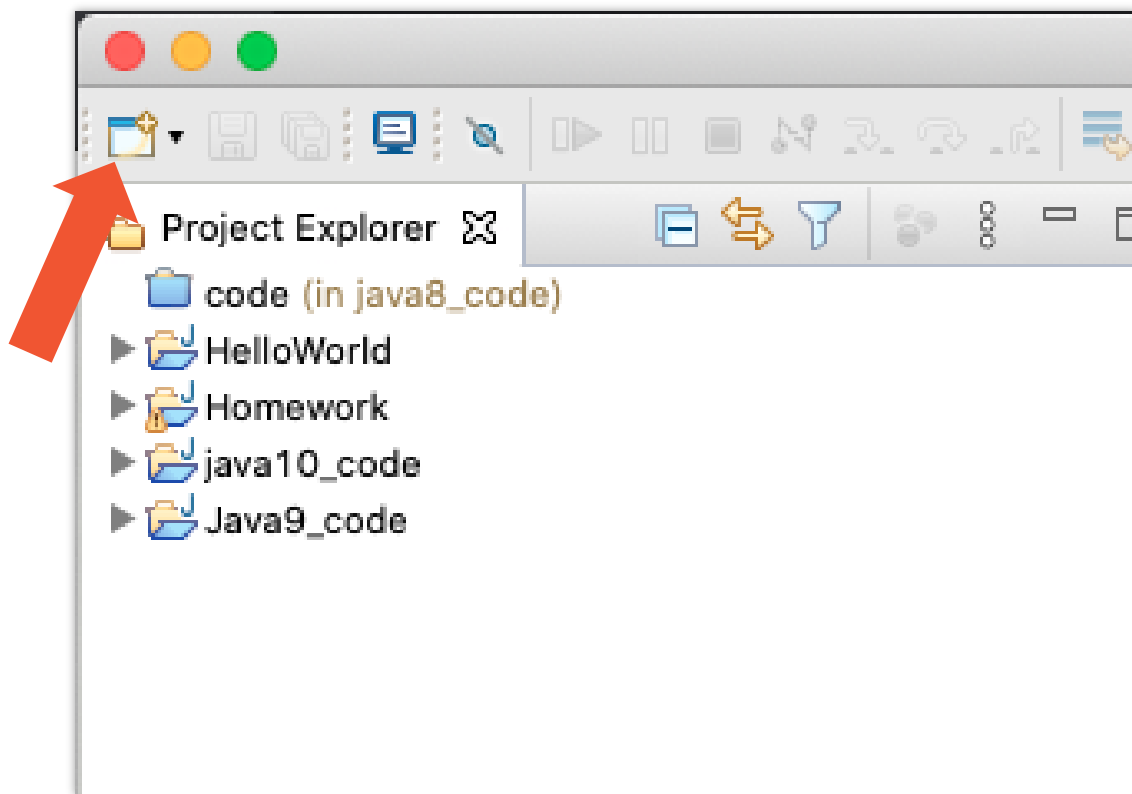 Project Explorer
code (in java8_code)
HelloWorld
Homework
java10_code
Java9_code